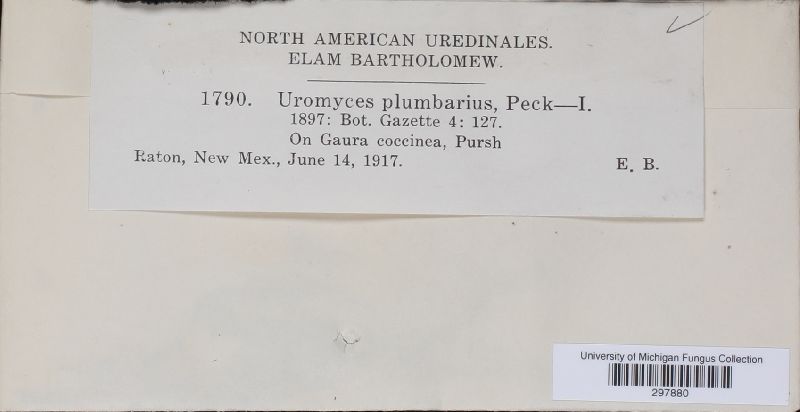 NORTH AMERICAN UREDINALES.
ELAM BARTHOLOMEW.
1790. Uromyces plumbarius, Peck—I.
1897: Bot. Gazette 4: 127.
On Gaura coccinea, Pursh
Raton, New Mex., June 14, 1917. E. B.
University of Michigan Fungus Collection
297880